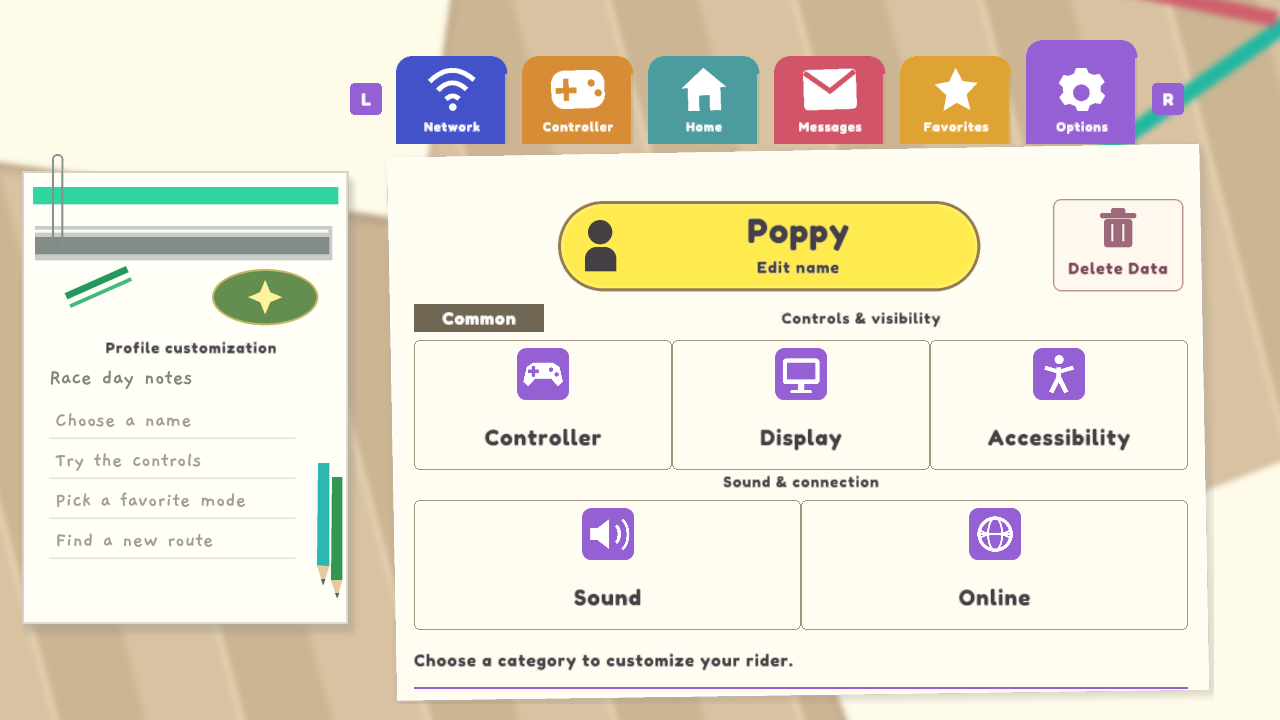 L
Network
Controller
Home
Messages
Favorites
Options
R
Poppy
Edit name
Delete Data
Common
Controls & visibility
Controller
Display
Accessibility
Sound & connection
Sound
Online
Choose a category to customize your rider.
Profile customization
Race day notes
Choose a name
Try the controls
Pick a favorite mode
Find a new route